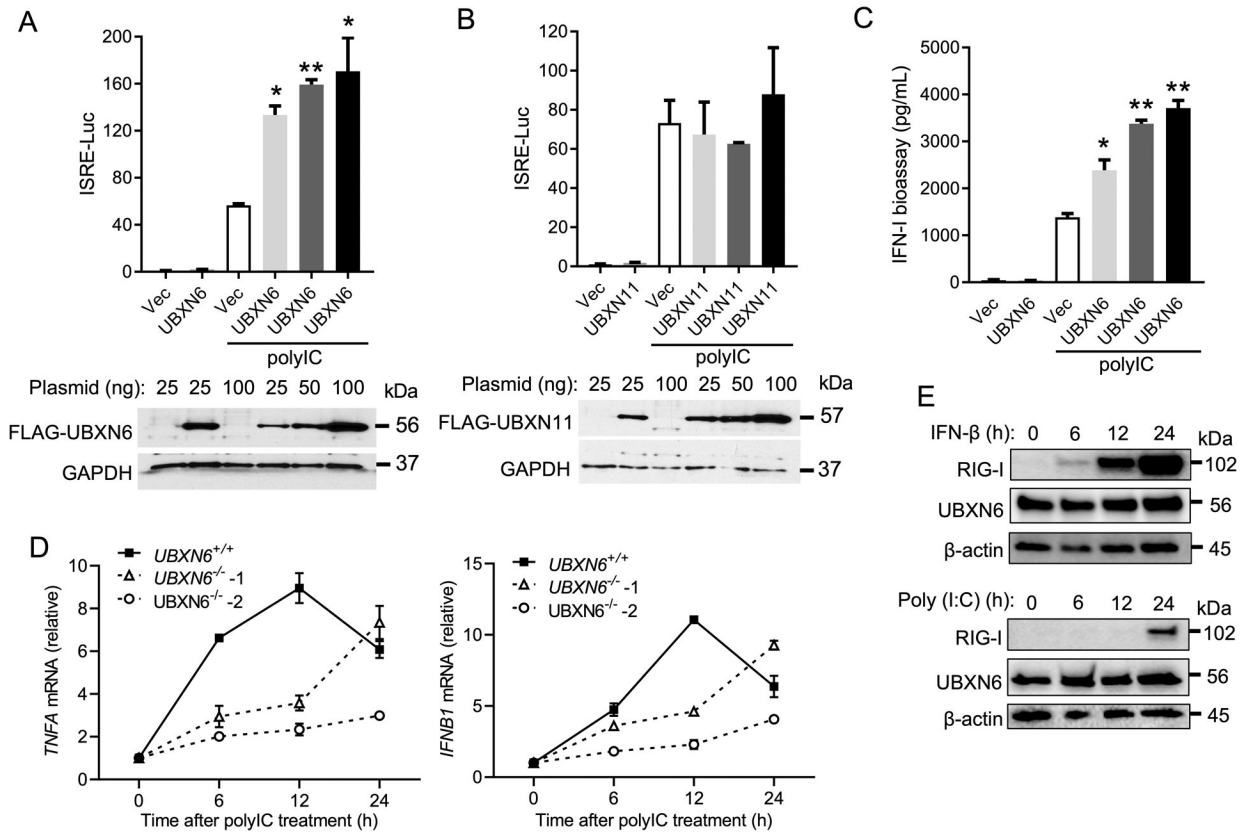 A
200
160
120
80
40
0
ISRE-Luc
*
**
*
Vec
UBXN6
Vec
UBXN6
UBXN6
UBXN6
polyIC
Plasmid (ng): 25 25 100 25 50 100 kDa
FLAG-UBXN6 56
GAPDH 37
B
120
100
80
60
40
20
0
ISRE-Luc
Vec
UBXN11
Vec
UBXN11
UBXN11
UBXN11
polyIC
Plasmid (ng): 25 25 100 25 50 100 kDa
FLAG-UBXN11 57
GAPDH 37
C
5000
4000
3000
2000
1000
0
IFN-I bioassay (pg/mL)
*
**
**
Vec
UBXN6
Vec
UBXN6
UBXN6
UBXN6
polyIC
D
UBXN6+/+
UBXN6-/- -1
UBXN6-/- -2
10
8
6
4
2
0
TNFA mRNA (relative)
0 6 12 24
Time after polyIC treatment (h)
UBXN6+/+
UBXN6-/- -1
UBXN6-/- -2
15
10
5
0
IFNB1 mRNA (relative)
0 6 12 24
Time after polyIC treatment (h)
E
IFN-β (h): 0 6 12 24 kDa
RIG-I 102
UBXN6 56
β-actin 45
Poly (I:C) (h): 0 6 12 24 kDa
RIG-I 102
UBXN6 56
β-actin 45